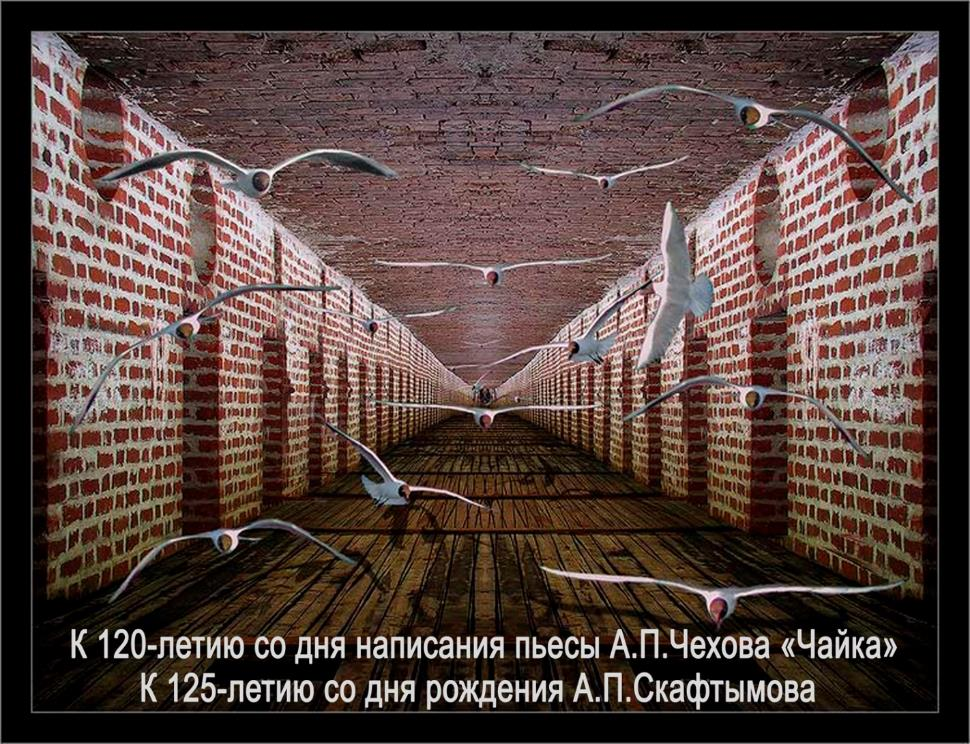 К 120-летию со дня написания пьесы А.П.Чехова «Чайка»
К 125-летию со дня рождения А.П.Скафтымова